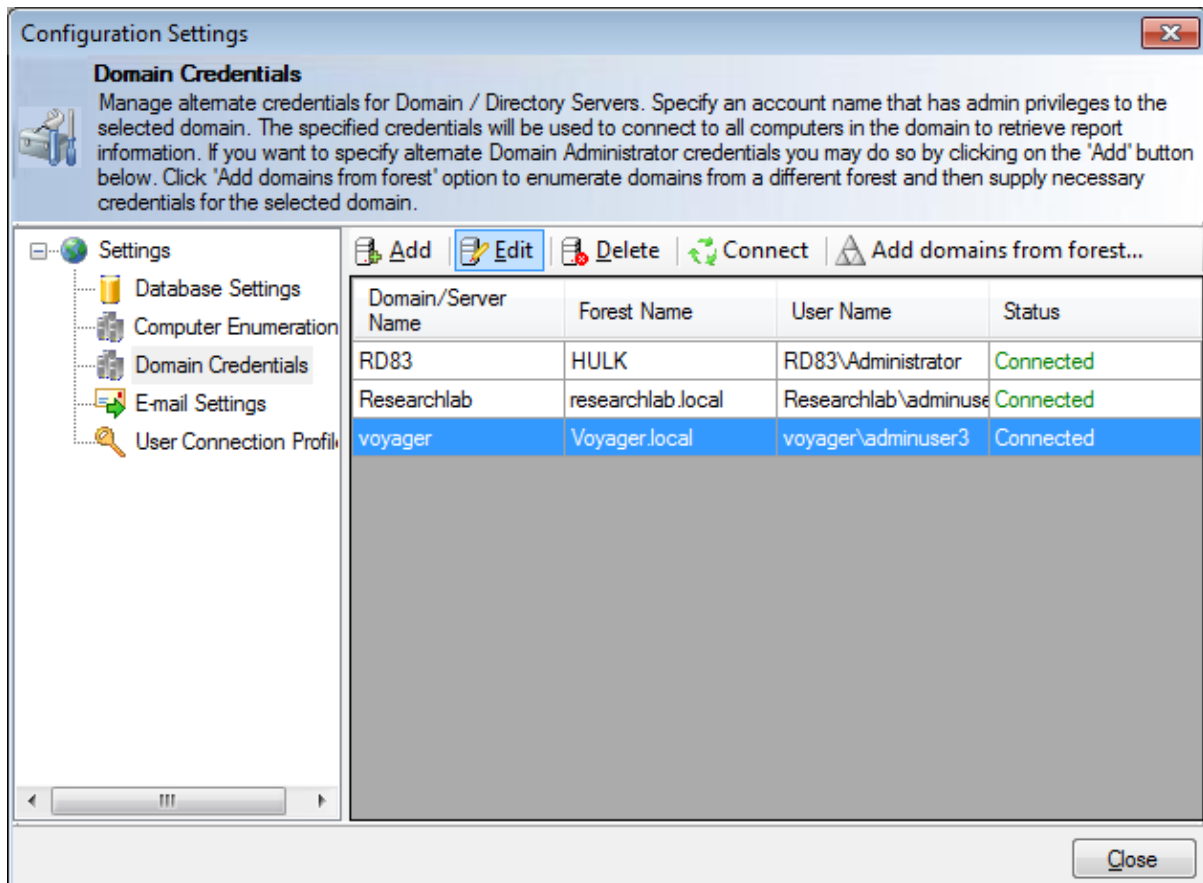 Configuration Settings
Domain Credentials
Manage alternate credentials for Domain / Directory Servers. Specify an account name that has admin privileges to the
selected domain. The specified credentials will be used to connect to all computers in the domain to retrieve report
information. If you want to specify alternate Domain Administrator credentials you may do so by clicking on the 'Add' button
below. Click 'Add domains from forest' option to enumerate domains from a different forest and then supply necessary
credentials for the selected domain.
Settings
Database Settings
Computer Enumeration
Domain Credentials
E-mail Settings
User Connection Profil
Add Edit Delete Connect Add domains from forest...
Domain/Server Name Forest Name User Name Status
RD83 HULK RD83\Administrator Connected
Researchlab researchlab.local Researchlab\adminuse Connected
voyager Voyager.local voyager\adminuser3 Connected
Close